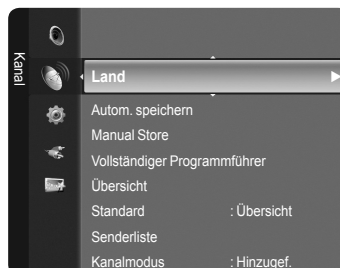 Kanal
Land
Autom. speichern
Manual Store
Vollständiger Programmführer
Übersicht
Standard : Übersicht
Senderliste
Kanalmodus : Hinzugef.